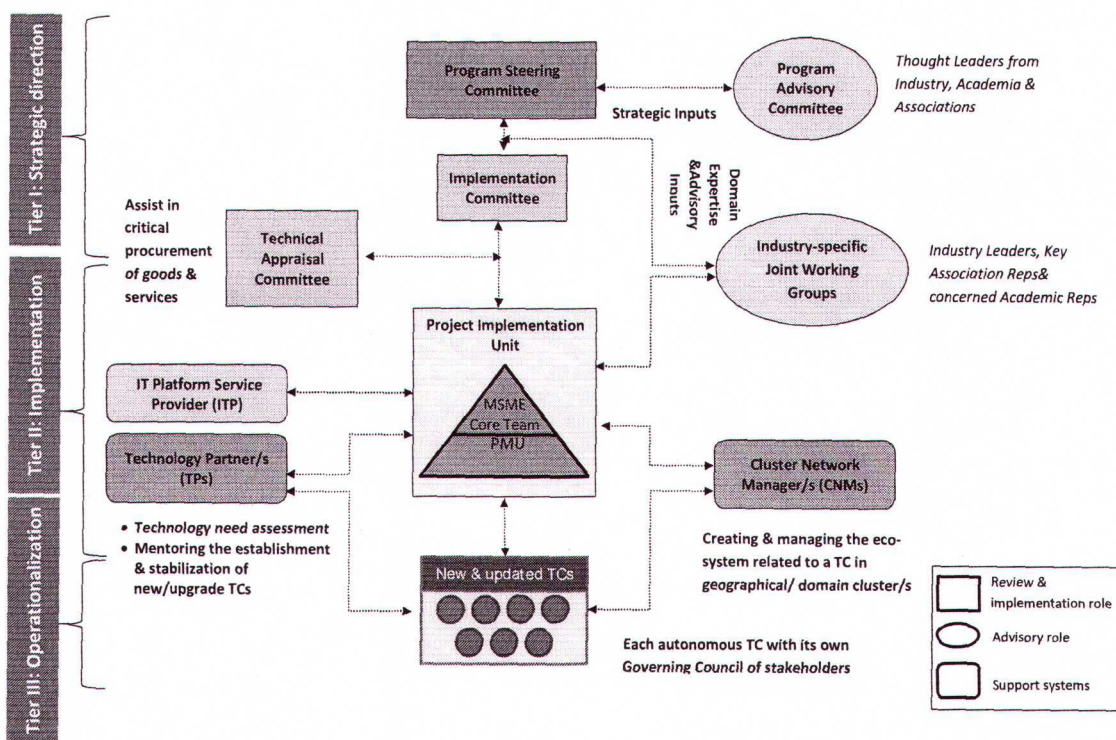 Tier I: Strategic direction
Program Steering
Committee
Program
Advisory
Committee
Thought Leaders from
Industry, Academia &
Associations
Strategic Inputs
Implementation
Committee
Domain
Expertise
&Advisory
Inputs
Assist in
critical
procurement
of goods &
services
Technical
Appraisal
Committee
Industry-specific
Joint Working
Groups
Industry Leaders, Key
Association Reps&
concerned Academic Reps
Tier II: Implementation
Project Implementation
Unit
MSME
Core Team
PMU
IT Platform Service
Provider (ITP)
Technology Partner/s
(TPs)
Cluster Network
Manager/s (CNMs)
• Technology need assessment
• Mentoring the establishment
& stabilization of
new/upgrade TCs
Creating & managing the eco-
system related to a TC in
geographical/ domain cluster/s
Tier III: Operationalization
New & updated TCs
Each autonomous TC with its own
Governing Council of stakeholders
Review &
implementation role
Advisory role
Support systems